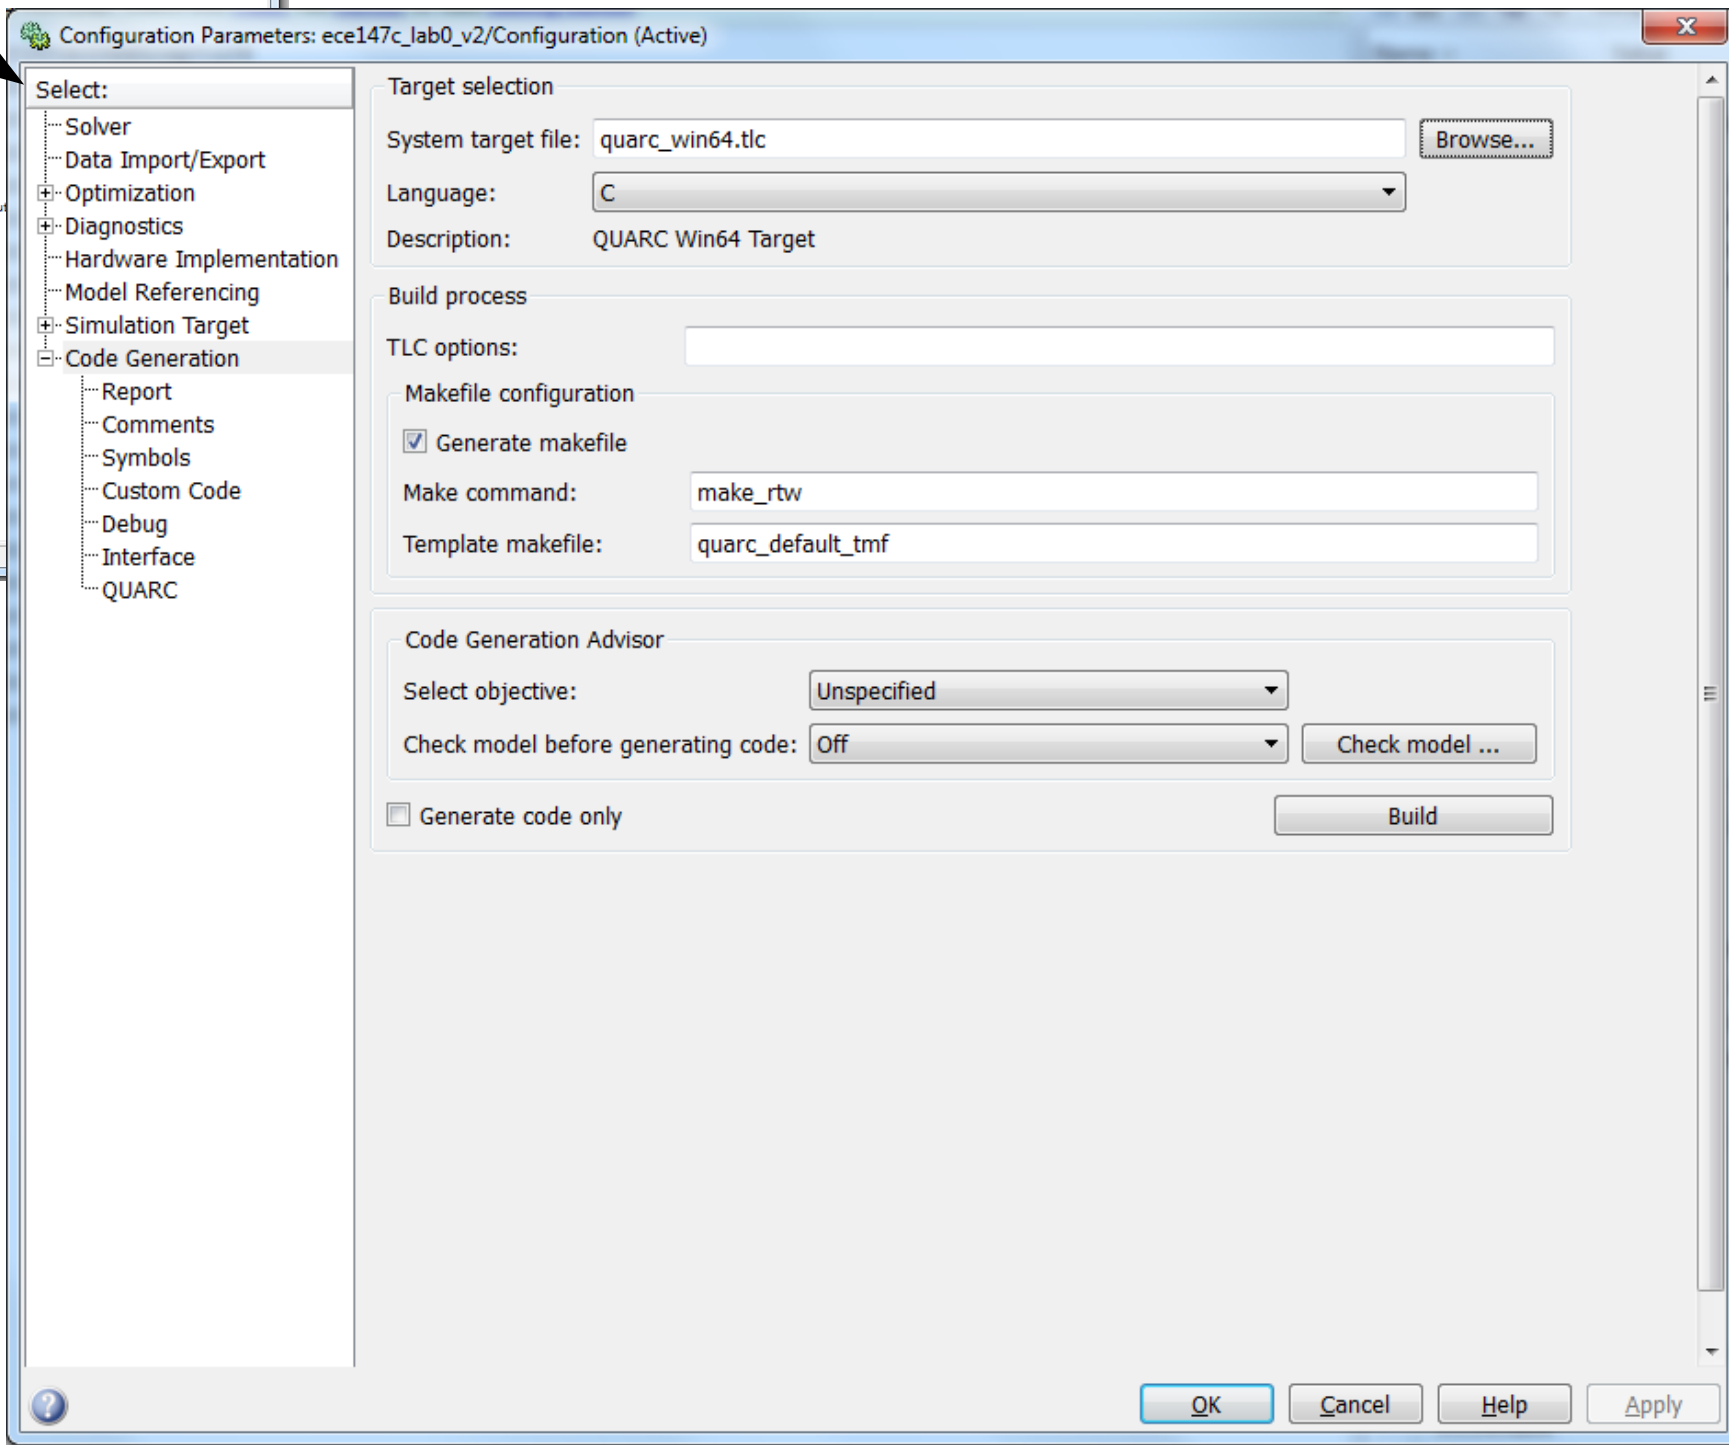 Configuration Parameters: ece147c_lab0_v2/Configuration (Active)
Select:
Solver
Data Import/Export
Optimization
Diagnostics
Hardware Implementation
Model Referencing
Simulation Target
Code Generation
Report
Comments
Symbols
Custom Code
Debug
Interface
QUARC
Target selection
System target file: quarc_win64.tlc Browse...
Language: C
Description: QUARC Win64 Target
Build process
TLC options:
Makefile configuration
Generate makefile
Make command: make_rtw
Template makefile: quarc_default_tmf
Code Generation Advisor
Select objective: Unspecified
Check model before generating code: Off Check model ...
Generate code only Build
OK Cancel Help Apply